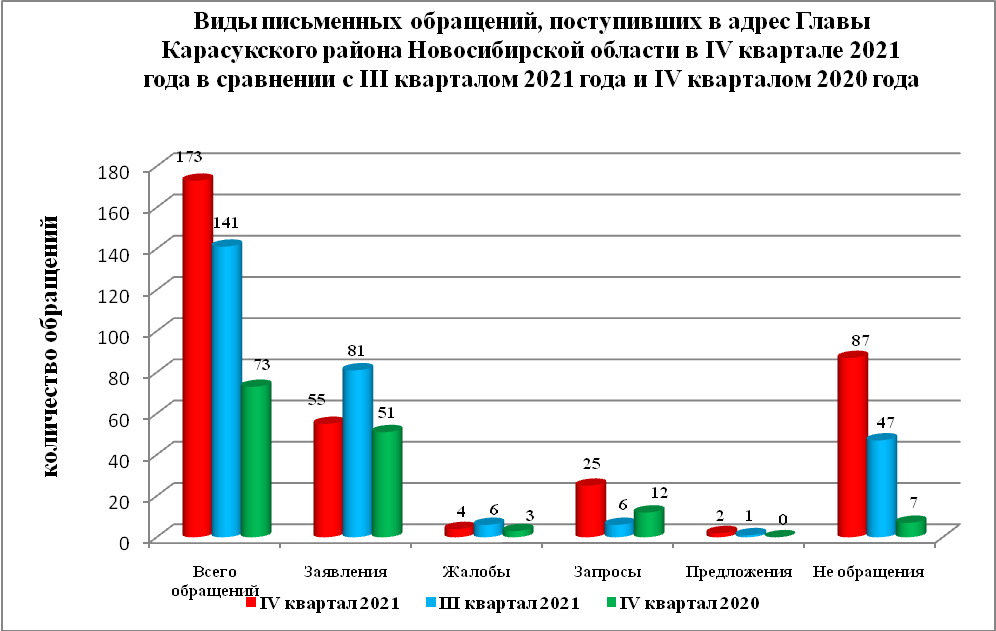 Виды письменных обращений, поступивших в адрес Главы
Карасукского района Новосибирской области в IV квартале 2021
года в сравнении с III кварталом 2021 года и IV кварталом 2020 года
количество обращений
180
160
140
120
100
80
60
40
20
0
173
141
73
55
81
51
4
6
3
25
6
12
2
1
0
87
47
7
Всего
обращений
Заявления
Жалобы
Запросы
Предложения
Не обращения
IV квартал 2021
III квартал 2021
IV квартал 2020